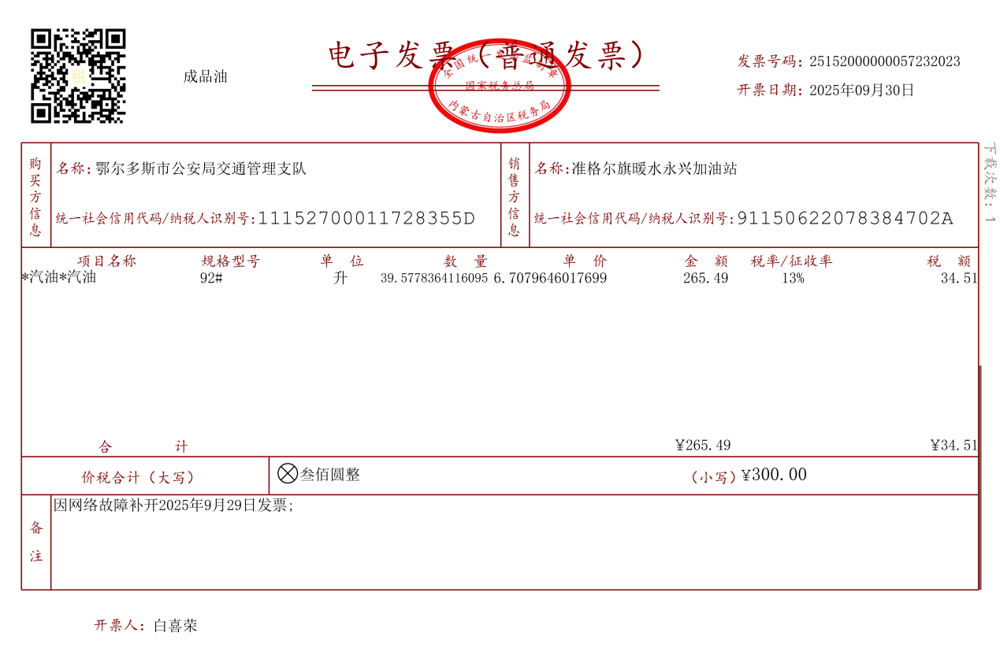 税
成品油
电子发票（普通发票）
全国统一发票监制章
国家税务总局
内蒙古自治区税务局
发票号码：25152000000057232023
开票日期：2025年09月30日
下载次数：1
购买方信息
名称：鄂尔多斯市公安局交通管理支队
统一社会信用代码/纳税人识别号：11152700011728355D
销售方信息
名称：准格尔旗暖水永兴加油站
统一社会信用代码/纳税人识别号：91150622078384702A
项目名称 规格型号 单位 数量 单价 金额 税率/征收率 税额
*汽油*汽油 92# 升 39.5778364116095 6.7079646017699 265.49 13% 34.51
合计 ¥265.49 ¥34.51
价税合计（大写） 叁佰圆整 （小写）¥300.00
备注
因网络故障补开2025年9月29日发票;
开票人：白喜荣